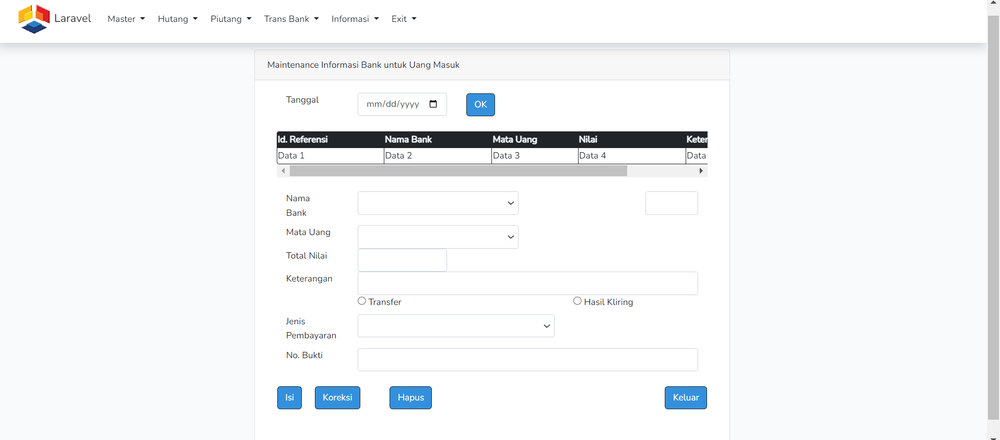 Laravel Master Hutang Piutang Trans Bank Informasi Exit
Maintenance Informasi Bank untuk Uang Masuk
Tanggal mm/dd/yyyy OK
Id. Referensi Nama Bank Mata Uang Nilai Keter
Data 1 Data 2 Data 3 Data 4 Data
Nama
Bank
Mata Uang
Total Nilai
Keterangan
Transfer Hasil Kliring
Jenis
Pembayaran
No. Bukti
Isi Koreksi Hapus Keluar